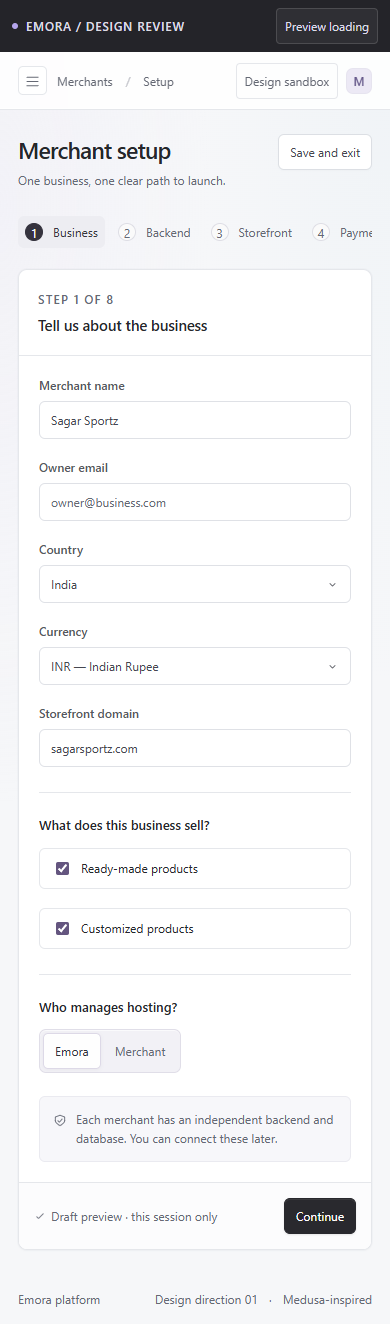 EMORA / DESIGN REVIEW
Preview loading
Merchants / Setup
Design sandbox
M
Merchant setup
Save and exit
One business, one clear path to launch.
1 Business
2 Backend
3 Storefront
4 Payme
STEP 1 OF 8
Tell us about the business
Merchant name
Sagar Sportz
Owner email
owner@business.com
Country
India
Currency
INR — Indian Rupee
Storefront domain
sagarsportz.com
What does this business sell?
Ready-made products
Customized products
Who manages hosting?
Emora
Merchant
Each merchant has an independent backend and
database. You can connect these later.
Draft preview · this session only
Continue
Emora platform
Design direction 01 · Medusa-inspired